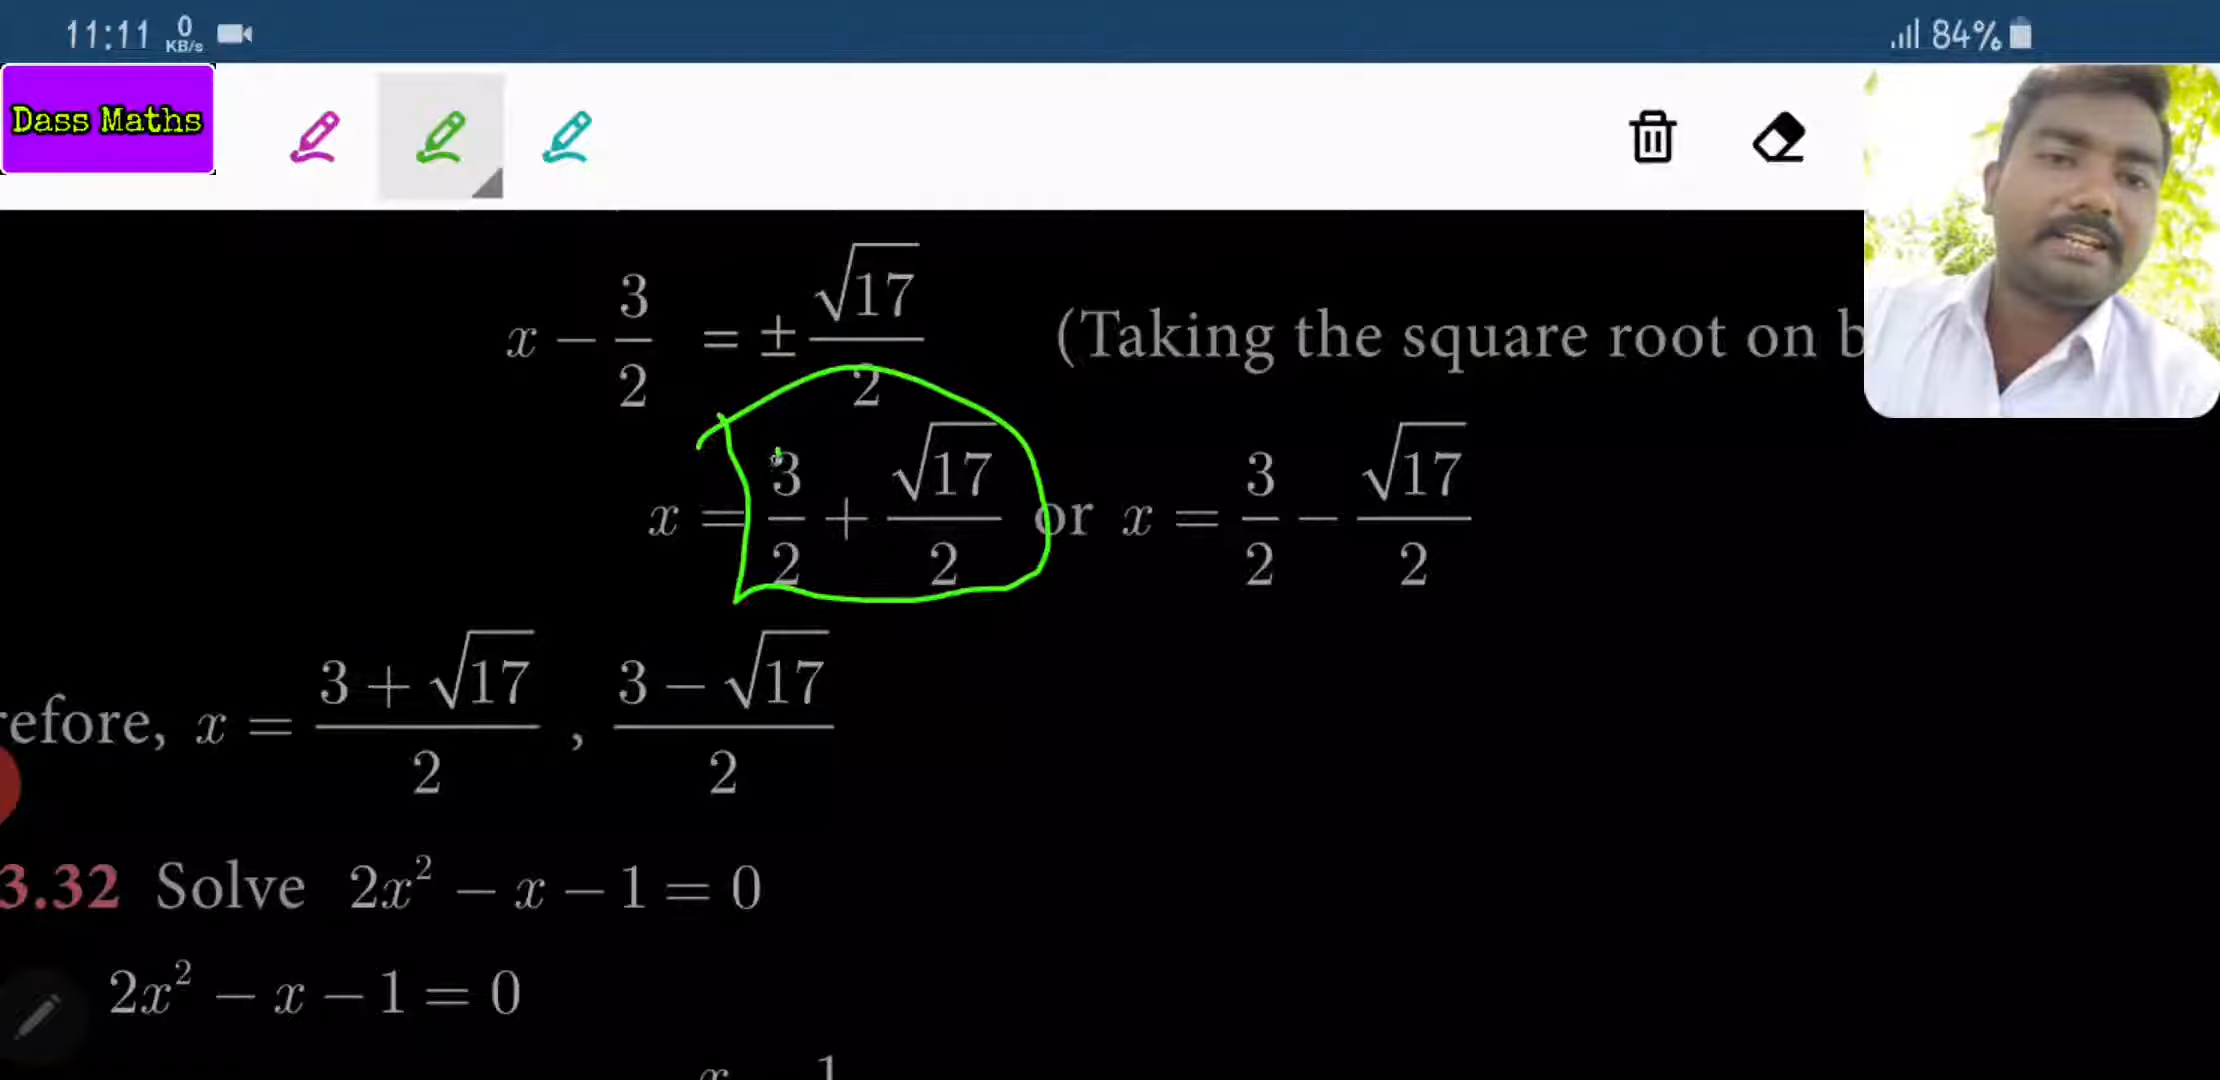 11:11 0 KB/s 84%
Dass Maths
x − 3/2 = ± √17/2 (Taking the square root on b
x = 3/2 + √17/2 or x = 3/2 − √17/2
refore, x = (3 + √17)/2 , (3 − √17)/2
3.32 Solve 2x² − x − 1 = 0
2x² − x − 1 = 0
x 1